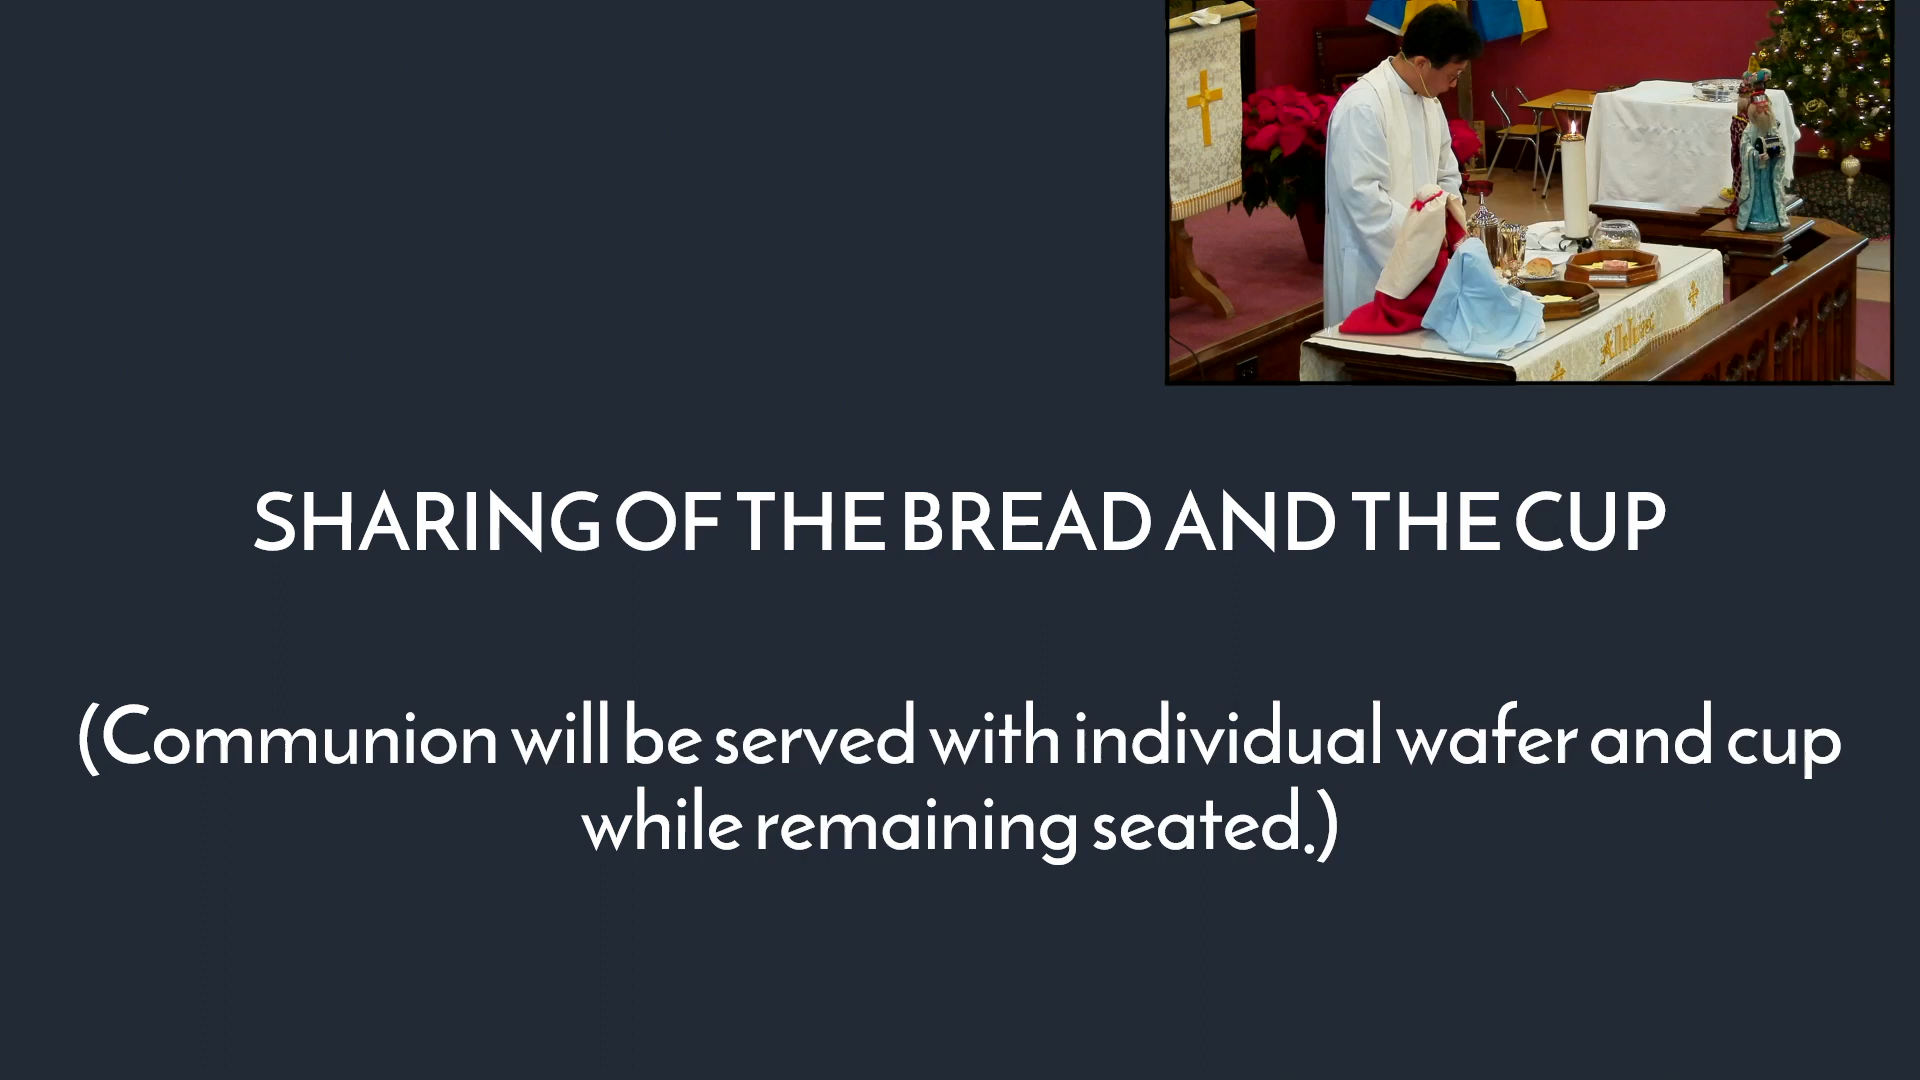 SHARING OF THE BREAD AND THE CUP
(Communion will be served with individual wafer and cup
while remaining seated.)
Alleluia